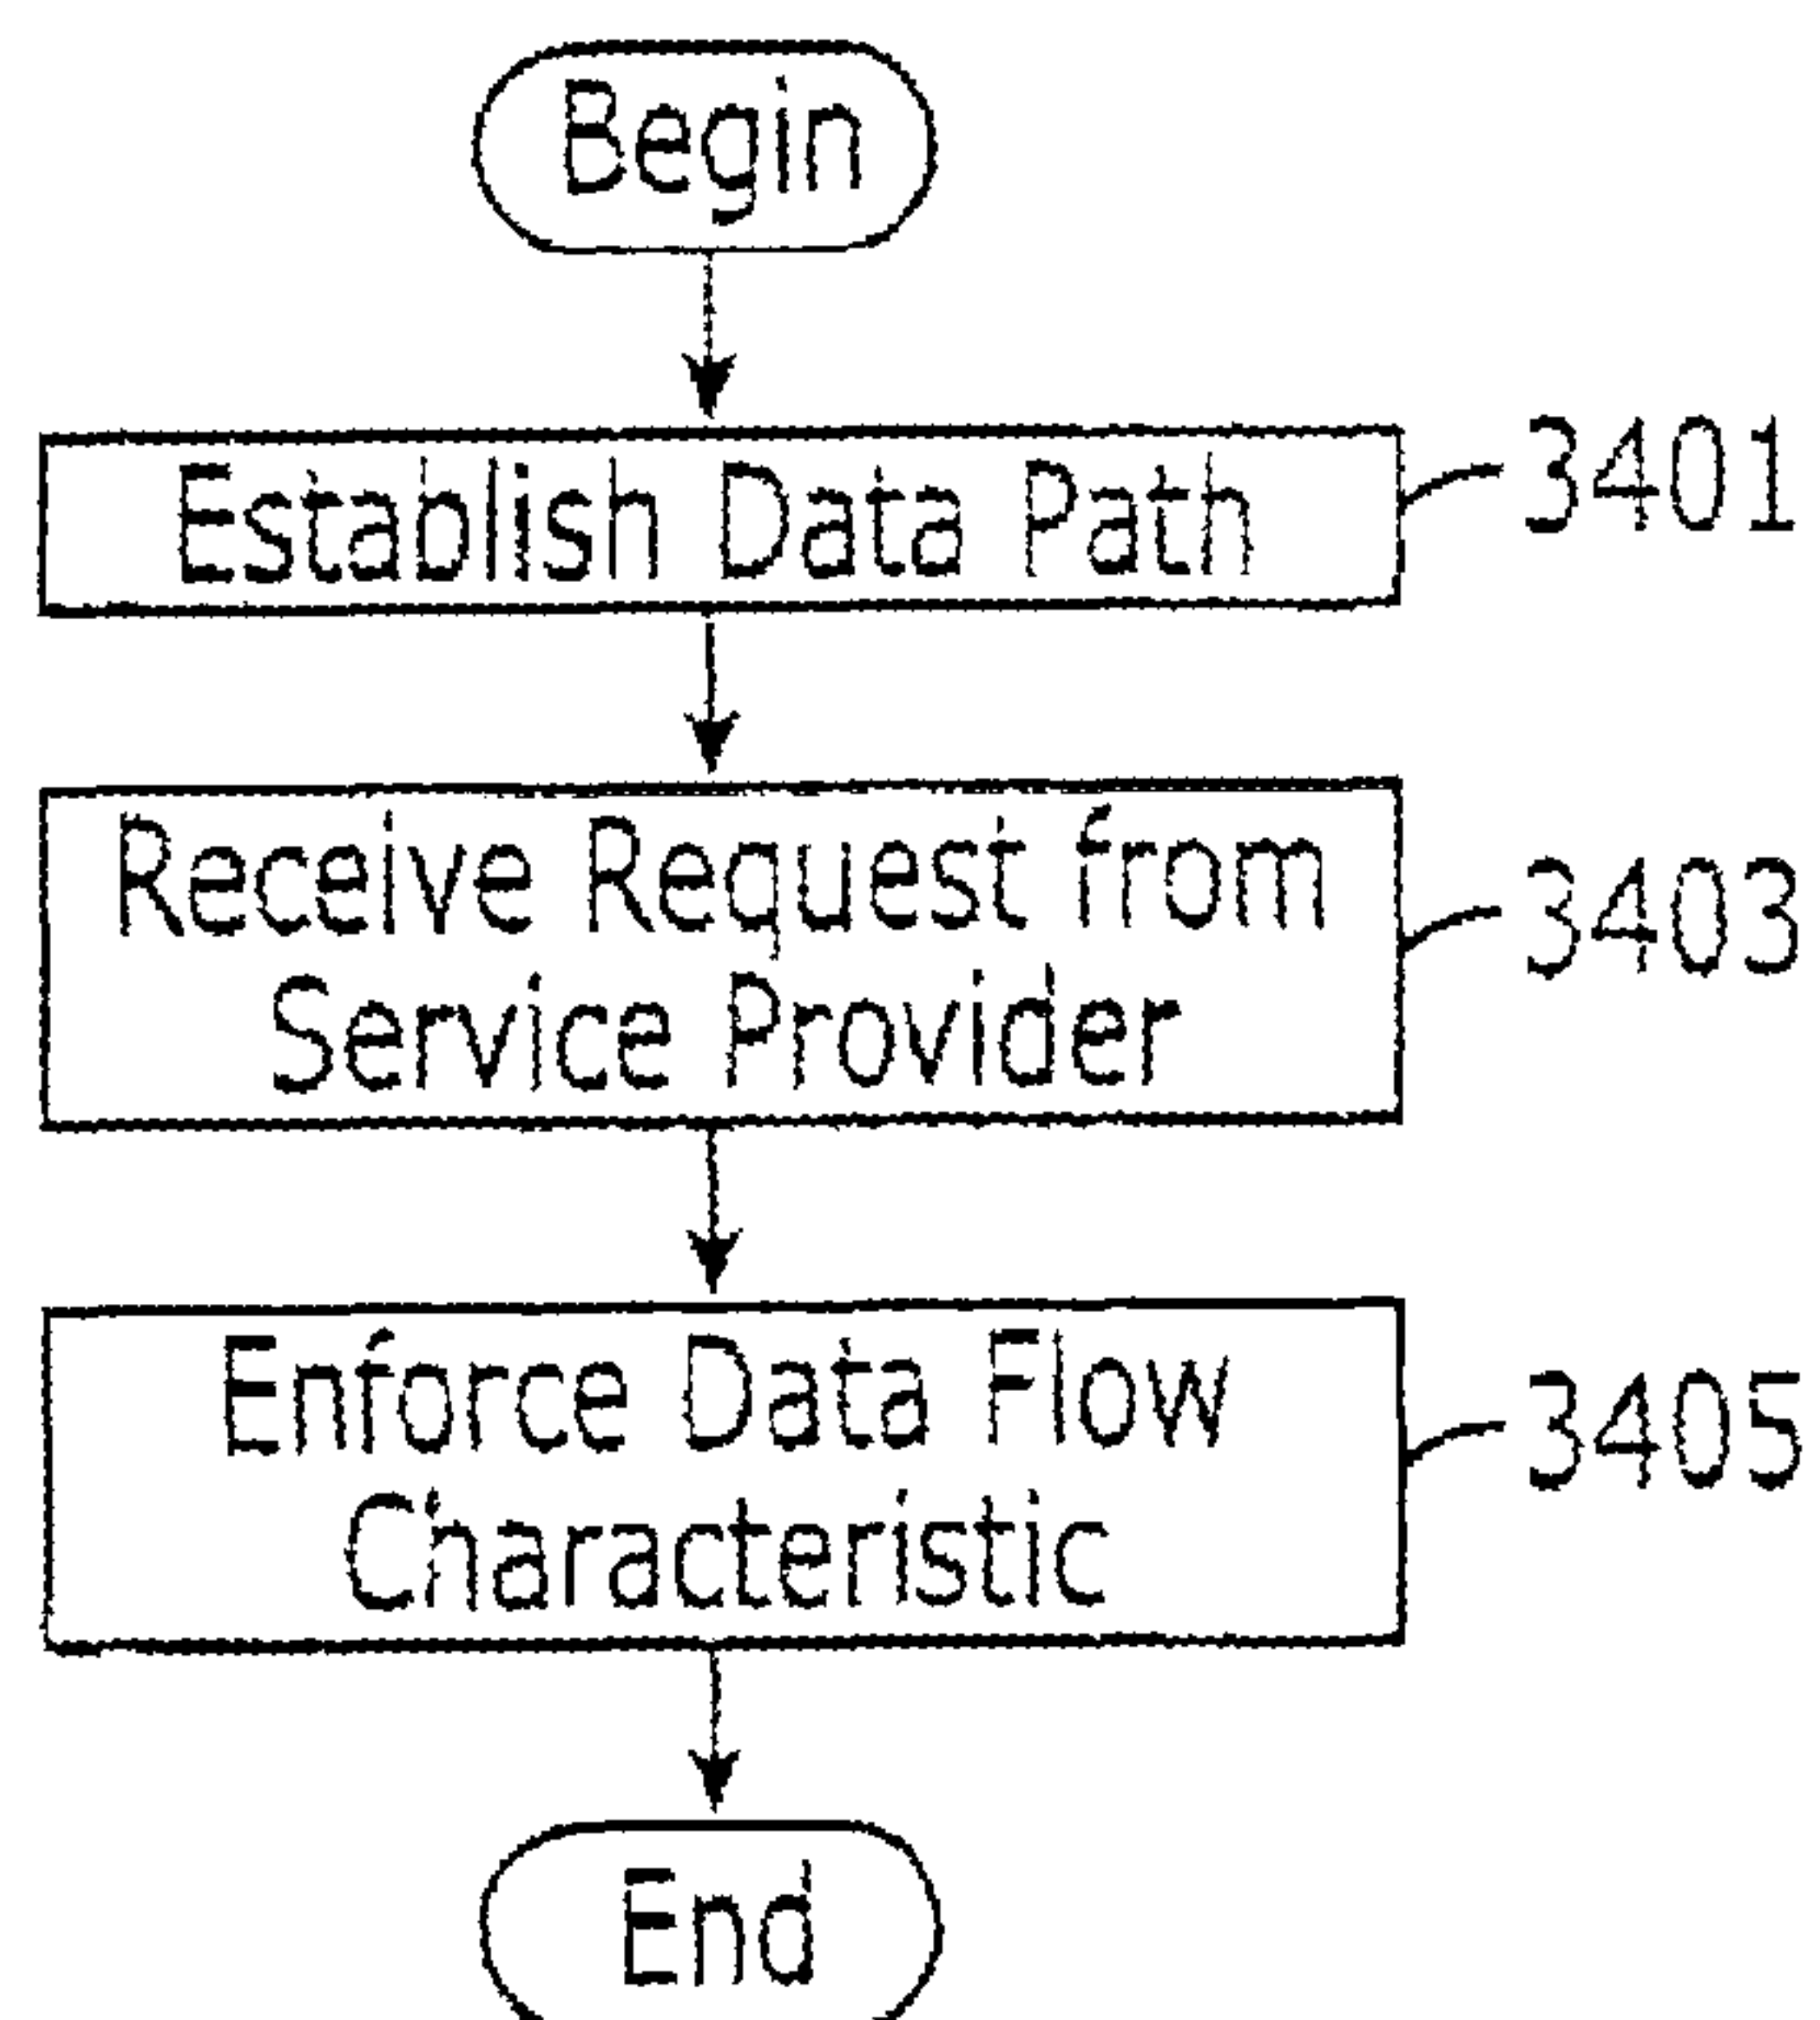 Begin
Establish Data Path
3401
Receive Request from
Service Provider
3403
Enforce Data Flow
Characteristic
3405
End